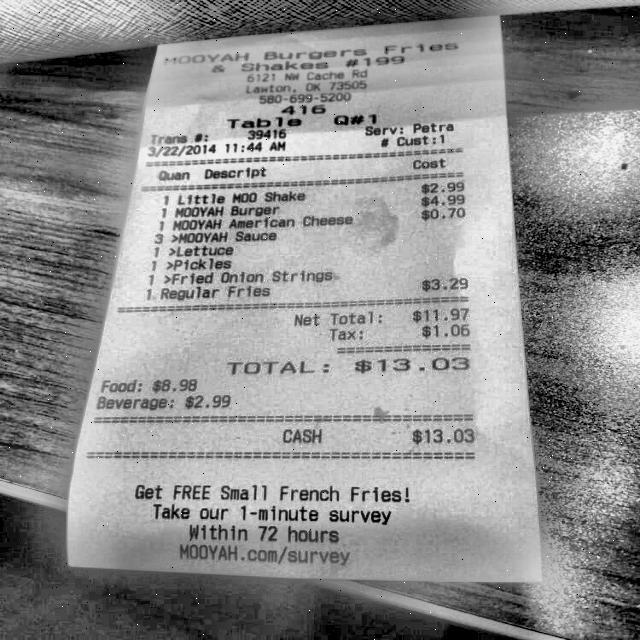 MOOYAH Burgers Fries
& Shakes #199
6121 NW Cache Rd
Lawton, OK 73505
580-699-5200
416
Table Q#1
Trans #: 39416 Serv: Petra
3/22/2014 11:44 AM # Cust:1
Quan Descript Cost
1 Little MOO Shake $2.99
1 MOOYAH Burger $4.99
1 MOOYAH American Cheese $0.70
3 >MOOYAH Sauce
1 >Lettuce
1 >Pickles
1 >Fried Onion Strings
1 Regular Fries $3.29
Net Total: $11.97
Tax: $1.06
TOTAL: $13.03
Food: $8.98
Beverage: $2.99
CASH $13.03
Get FREE Small French Fries!
Take our 1-minute survey
Within 72 hours
MOOYAH.com/survey